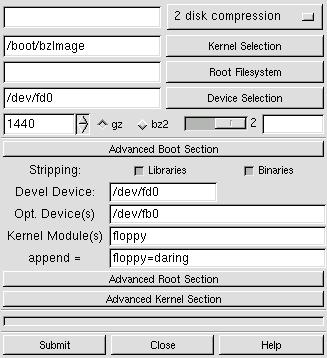 2 disk compression
/boot/bzImage Kernel Selection
Root Filesystem
/dev/fd0 Device Selection
1440 gz bz2 2
Advanced Boot Section
Stripping: Libraries Binaries
Devel Device: /dev/fd0
Opt. Device(s) /dev/fb0
Kernel Module(s) floppy
append = floppy=daring
Advanced Root Section
Advanced Kernel Section
Submit Close Help